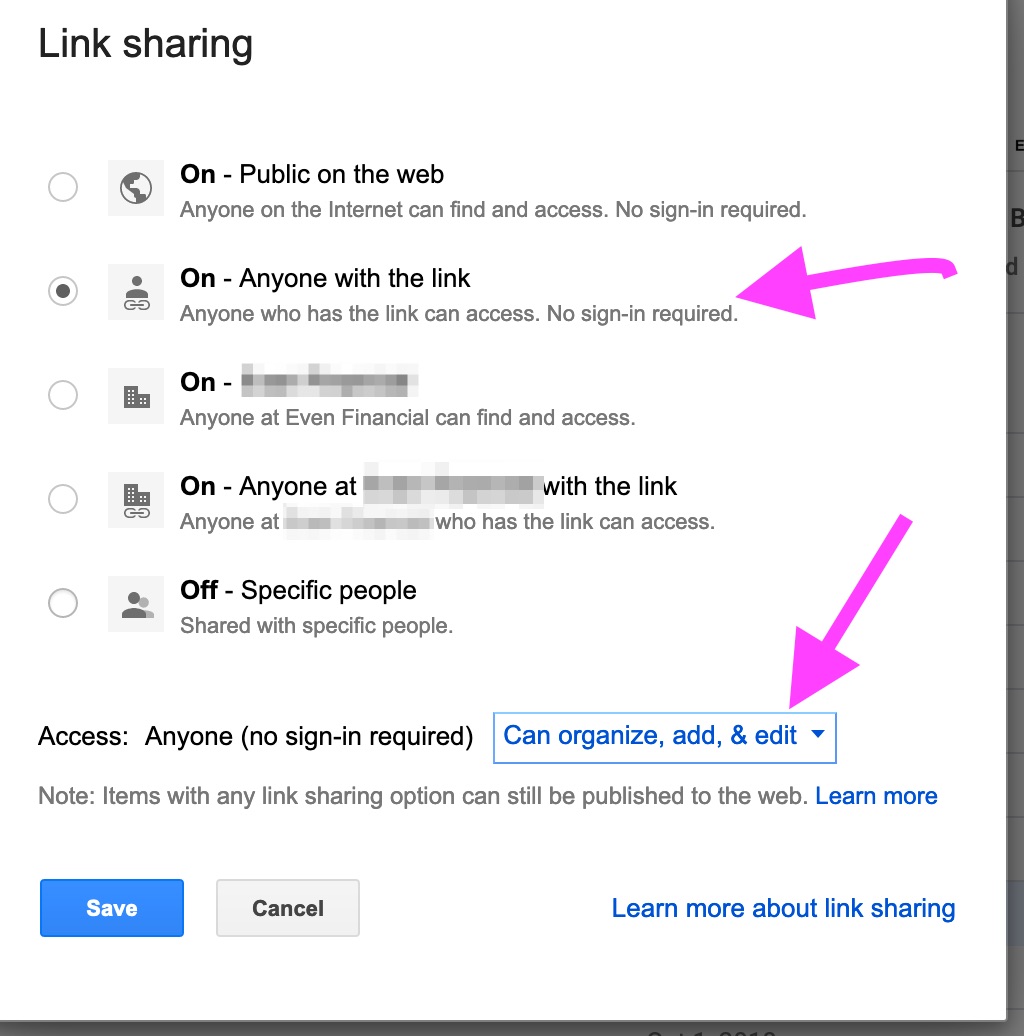 Link sharing
On - Public on the web
Anyone on the Internet can find and access. No sign-in required.
On - Anyone with the link
Anyone who has the link can access. No sign-in required.
On -
Anyone at Even Financial can find and access.
On - Anyone at with the link
Anyone at who has the link can access.
Off - Specific people
Shared with specific people.
Access: Anyone (no sign-in required) Can organize, add, & edit
Note: Items with any link sharing option can still be published to the web. Learn more
Save Cancel Learn more about link sharing